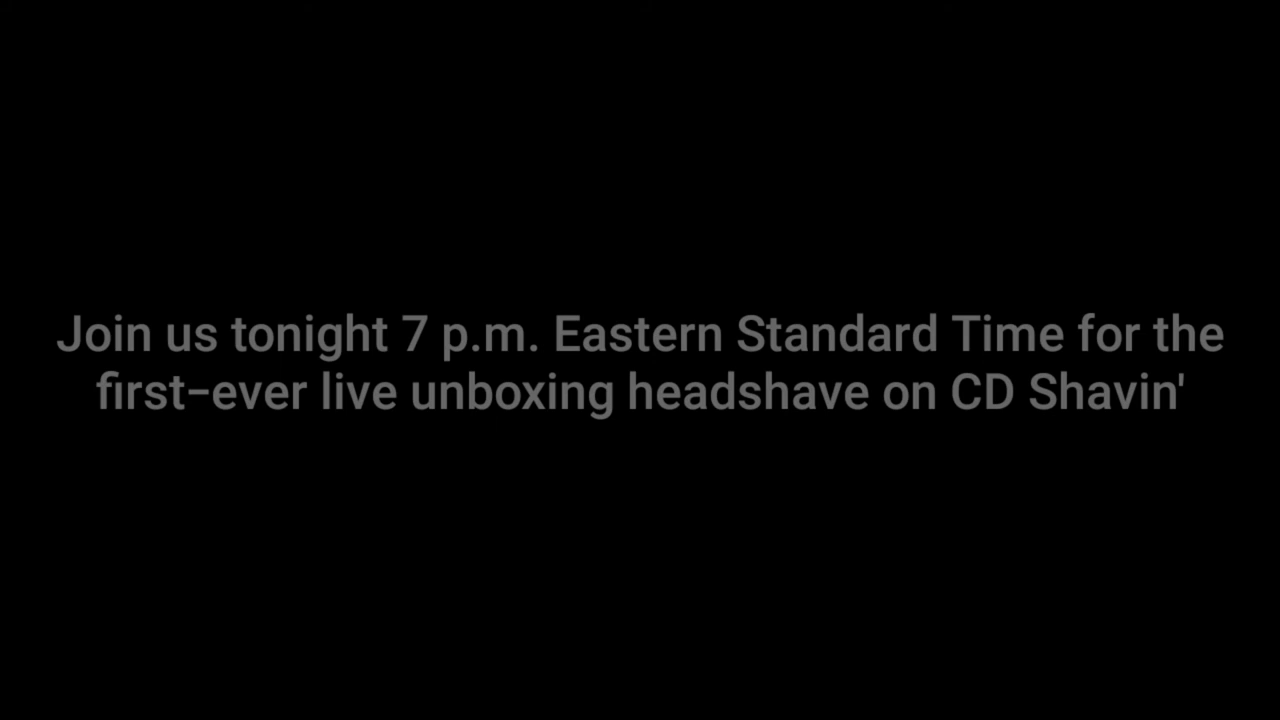 Join us tonight 7 p.m. Eastern Standard Time for the
first-ever live unboxing headshave on CD Shavin'